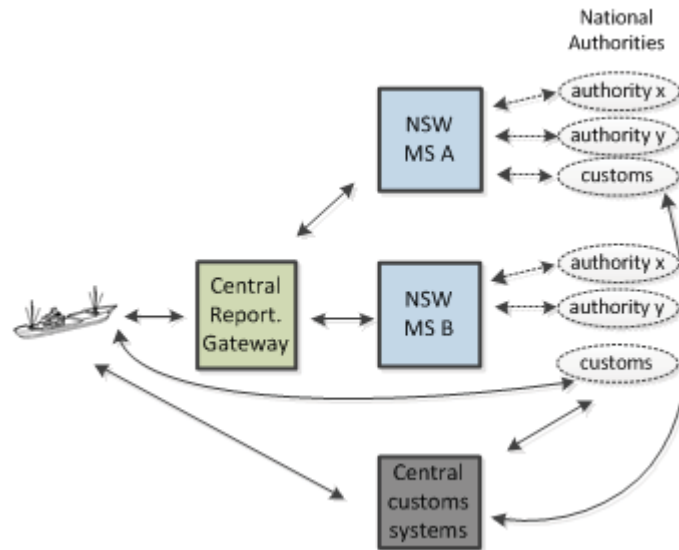 National
Authorities
authority x
authority y
customs
NSW
MS A
authority x
authority y
customs
Central
Report.
Gateway
NSW
MS B
Central
customs
systems